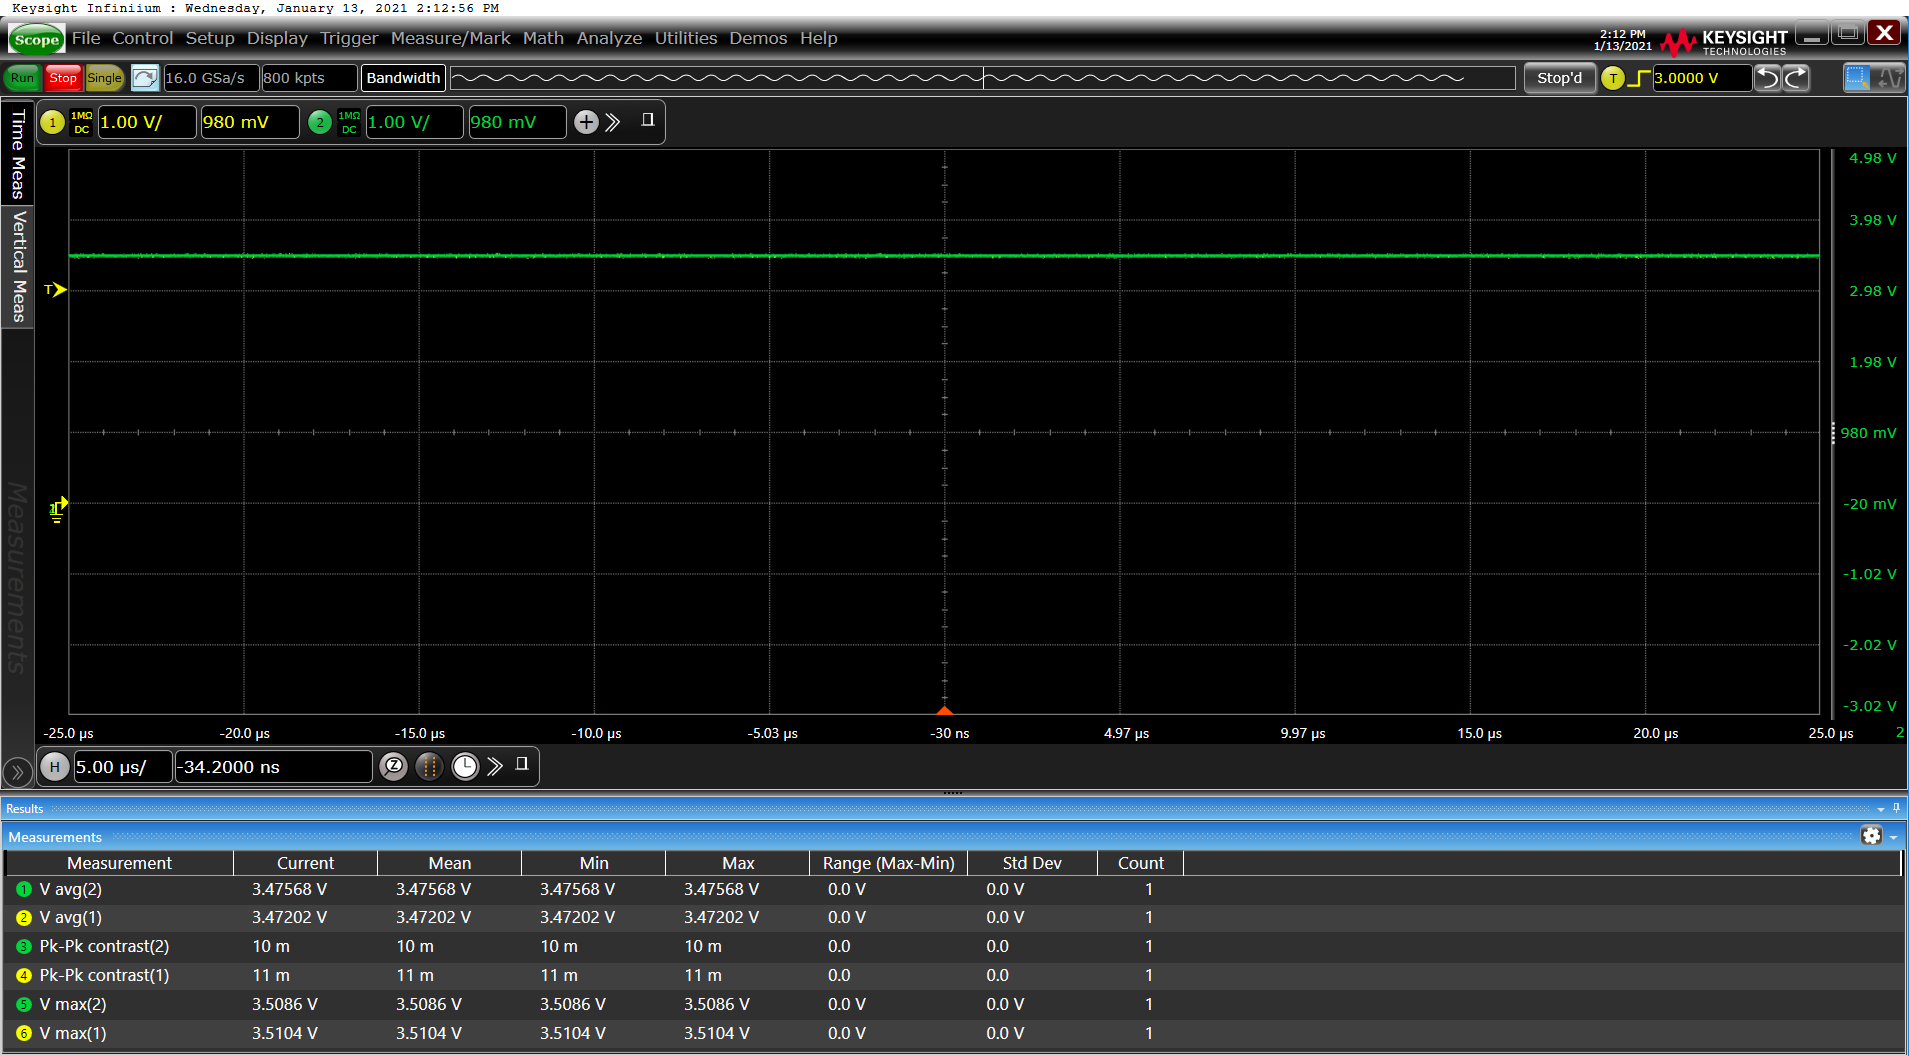 Keysight Infiniium : Wednesday, January 13, 2021 2:12:56 PM
Scope File Control Setup Display Trigger Measure/Mark Math Analyze Utilities Demos Help
2:12 PM
1/13/2021
KEYSIGHT
TECHNOLOGIES
Run Stop Single 16.0 GSa/s 800 kpts Bandwidth Stop'd T 3.0000 V
1 1MΩ DC 1.00 V/ 980 mV 2 1MΩ DC 1.00 V/ 980 mV
Time Meas
Vertical Meas
Measurements
4.98 V
3.98 V
T
2.98 V
1.98 V
980 mV
-20 mV
-1.02 V
-2.02 V
-3.02 V
-25.0 µs -20.0 µs -15.0 µs -10.0 µs -5.03 µs -30 ns 4.97 µs 9.97 µs 15.0 µs 20.0 µs 25.0 µs 2
H 5.00 µs/ -34.2000 ns Z
Results
Measurements
Measurement Current Mean Min Max Range (Max-Min) Std Dev Count
1 V avg(2) 3.47568 V 3.47568 V 3.47568 V 3.47568 V 0.0 V 0.0 V 1
2 V avg(1) 3.47202 V 3.47202 V 3.47202 V 3.47202 V 0.0 V 0.0 V 1
3 Pk-Pk contrast(2) 10 m 10 m 10 m 10 m 0.0 0.0 1
4 Pk-Pk contrast(1) 11 m 11 m 11 m 11 m 0.0 0.0 1
5 V max(2) 3.5086 V 3.5086 V 3.5086 V 3.5086 V 0.0 V 0.0 V 1
6 V max(1) 3.5104 V 3.5104 V 3.5104 V 3.5104 V 0.0 V 0.0 V 1